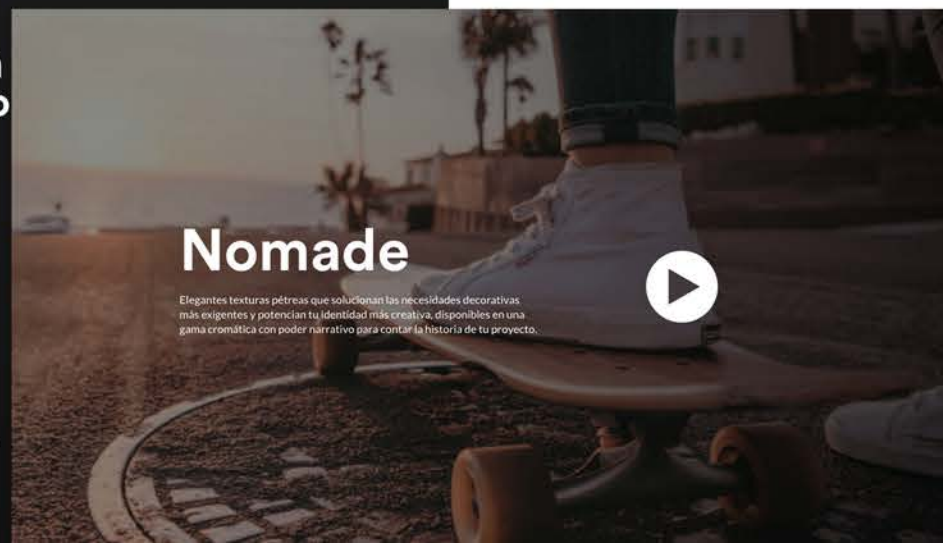 Nomade
Elegantes texturas pétreas que solucionan las necesidades decorativas
más exigentes y potencian tu identidad más creativa, disponibles en una
gama cromática con poder narrativo para contar la historia de tu proyecto.